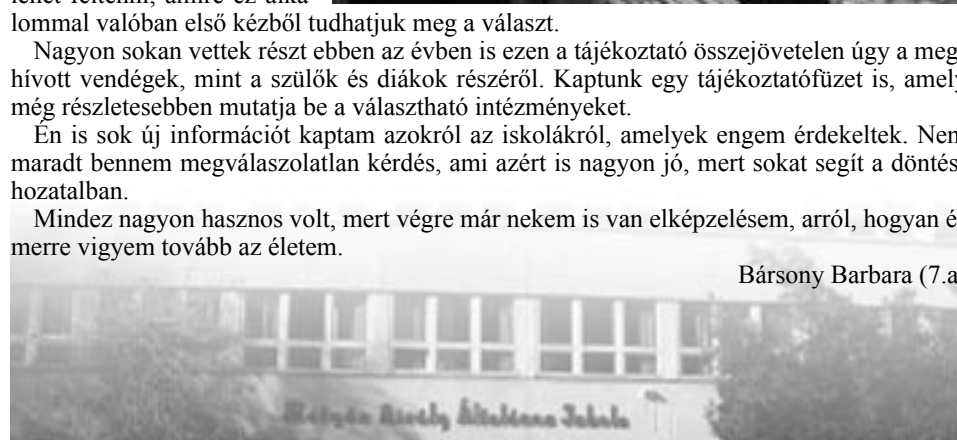 lommal valóban első kézből tudhatjuk meg a választ.
Nagyon sokan vettek részt ebben az évben is ezen a tájékoztató összejövetelen úgy a meg
hívott vendégek, mint a szülők és diákok részéről. Kaptunk egy tájékoztatófüzet is, amely
még részletesebben mutatja be a választható intézményeket.
Én is sok új információt kaptam azokról az iskolákról, amelyek engem érdekeltek. Nem
maradt bennem megválaszolatlan kérdés, ami azért is nagyon jó, mert sokat segít a döntés
hozatalban.
Mindez nagyon hasznos volt, mert végre már nekem is van elképzelésem, arról, hogyan é
merre vigyem tovább az életem.
Bársony Barbara (7.a
Mátyás Király Általános Iskola